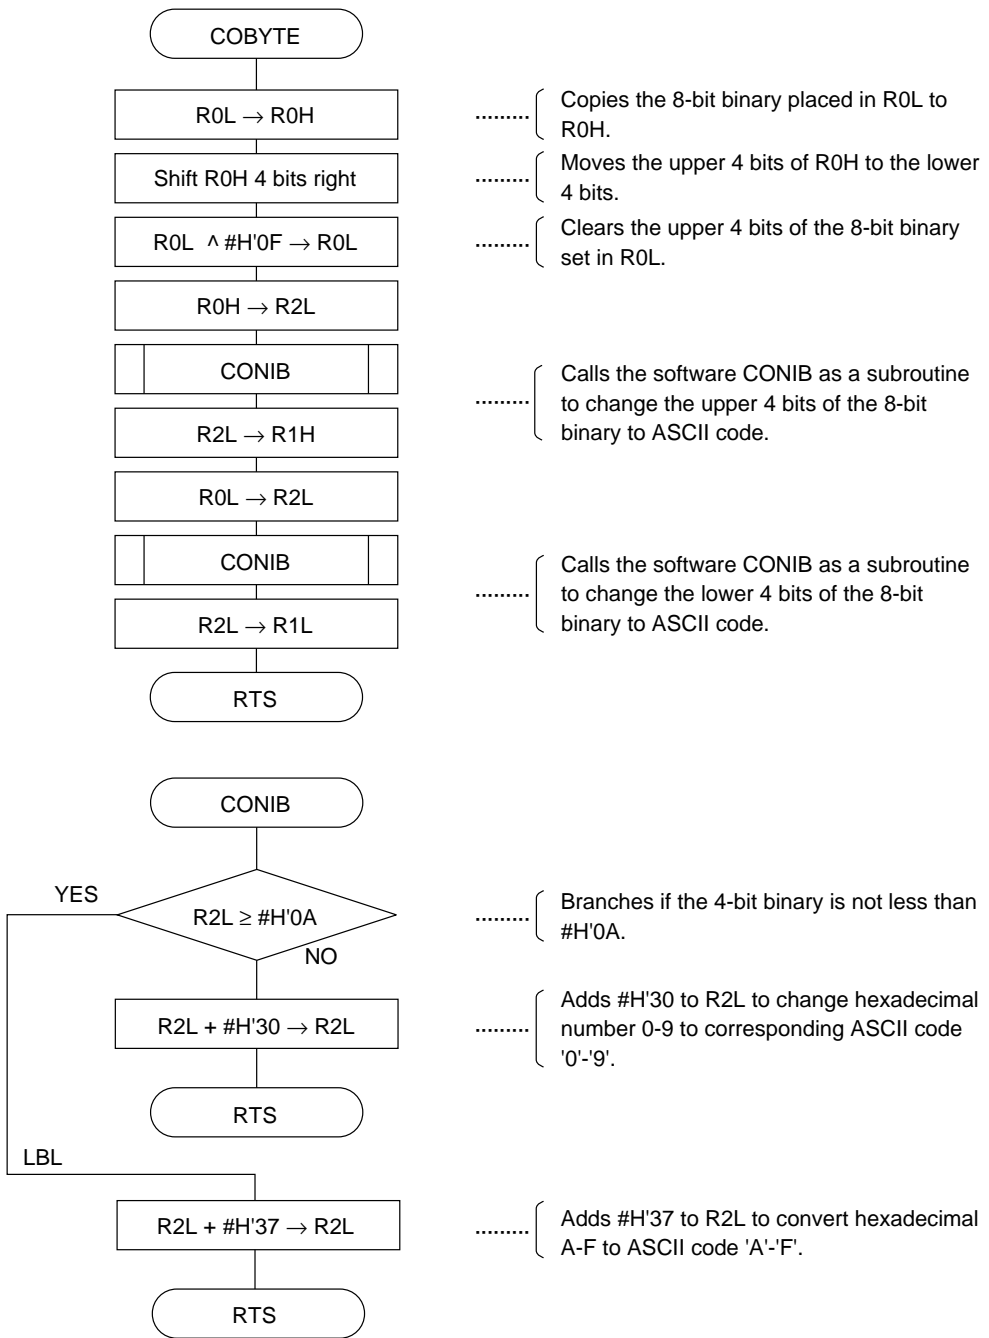 COBYTE
R0L → R0H
Copies the 8-bit binary placed in R0L to
R0H.
Shift R0H 4 bits right
Moves the upper 4 bits of R0H to the lower
4 bits.
R0L ^ #H'0F → R0L
Clears the upper 4 bits of the 8-bit binary
set in R0L.
R0H → R2L
CONIB
Calls the software CONIB as a subroutine
to change the upper 4 bits of the 8-bit
binary to ASCII code.
R2L → R1H
R0L → R2L
CONIB
Calls the software CONIB as a subroutine
to change the lower 4 bits of the 8-bit
binary to ASCII code.
R2L → R1L
RTS
CONIB
YES
R2L ≥ #H'0A
NO
Branches if the 4-bit binary is not less than
#H'0A.
R2L + #H'30 → R2L
Adds #H'30 to R2L to change hexadecimal
number 0-9 to corresponding ASCII code
'0'-'9'.
RTS
LBL
R2L + #H'37 → R2L
Adds #H'37 to R2L to convert hexadecimal
A-F to ASCII code 'A'-'F'.
RTS